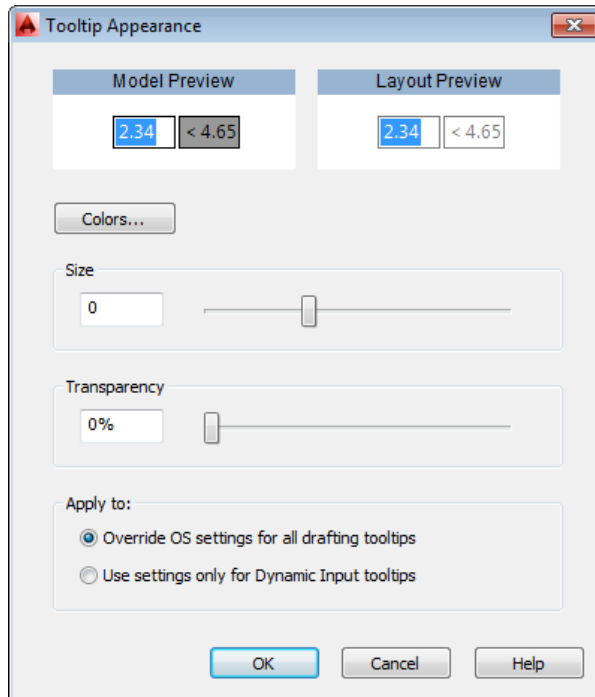 Tooltip Appearance
Model Preview
Layout Preview
2.34 < 4.65
2.34 < 4.65
Colors...
Size
0
Transparency
0%
Apply to:
Override OS settings for all drafting tooltips
Use settings only for Dynamic Input tooltips
OK Cancel Help